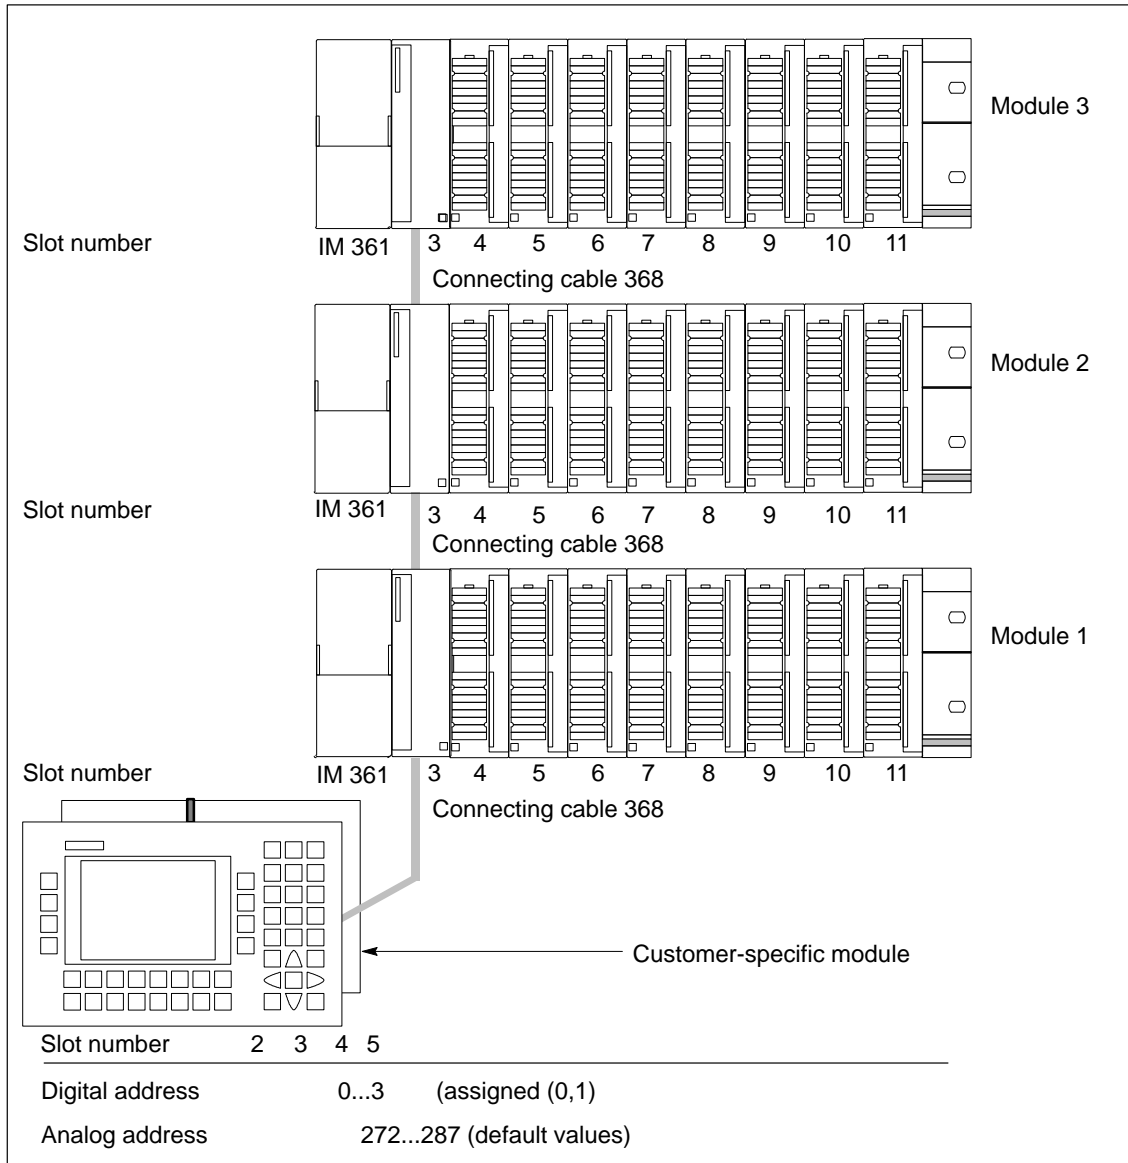 Module 3
Slot number IM 361 3 4 5 6 7 8 9 10 11
Connecting cable 368
Module 2
Slot number IM 361 3 4 5 6 7 8 9 10 11
Connecting cable 368
Module 1
Slot number IM 361 3 4 5 6 7 8 9 10 11
Connecting cable 368
Customer-specific module
Slot number 2 3 4 5
Digital address 0...3 (assigned (0,1)
Analog address 272...287 (default values)